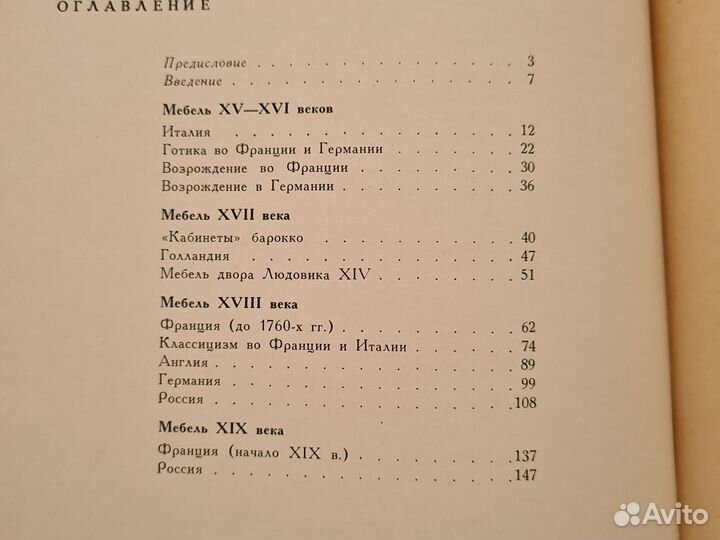 ОГЛАВЛЕНИЕ
Предисловие . . . . . . . . . . . . . . . 3
Введение . . . . . . . . . . . . . . . . 7
Мебель XV—XVI веков
Италия . . . . . . . . . . . . . . . . 12
Готика во Франции и Германии . . . . . . . 22
Возрождение во Франции . . . . . . . . . 30
Возрождение в Германии . . . . . . . . . . 36
Мебель XVII века
«Кабинеты» барокко . . . . . . . . . . . . 40
Голландия . . . . . . . . . . . . . . . 47
Мебель двора Людовика XIV . . . . . . . . 51
Мебель XVIII века
Франция (до 1760-х гг.) . . . . . . . . . . 62
Классицизм во Франции и Италии . . . . . . 74
Англия . . . . . . . . . . . . . . . . 89
Германия . . . . . . . . . . . . . . . 99
Россия . . . . . . . . . . . . . . . . 108
Мебель XIX века
Франция (начало XIX в.) . . . . . . . . . 137
Россия . . . . . . . . . . . . . . . . 147
Avito